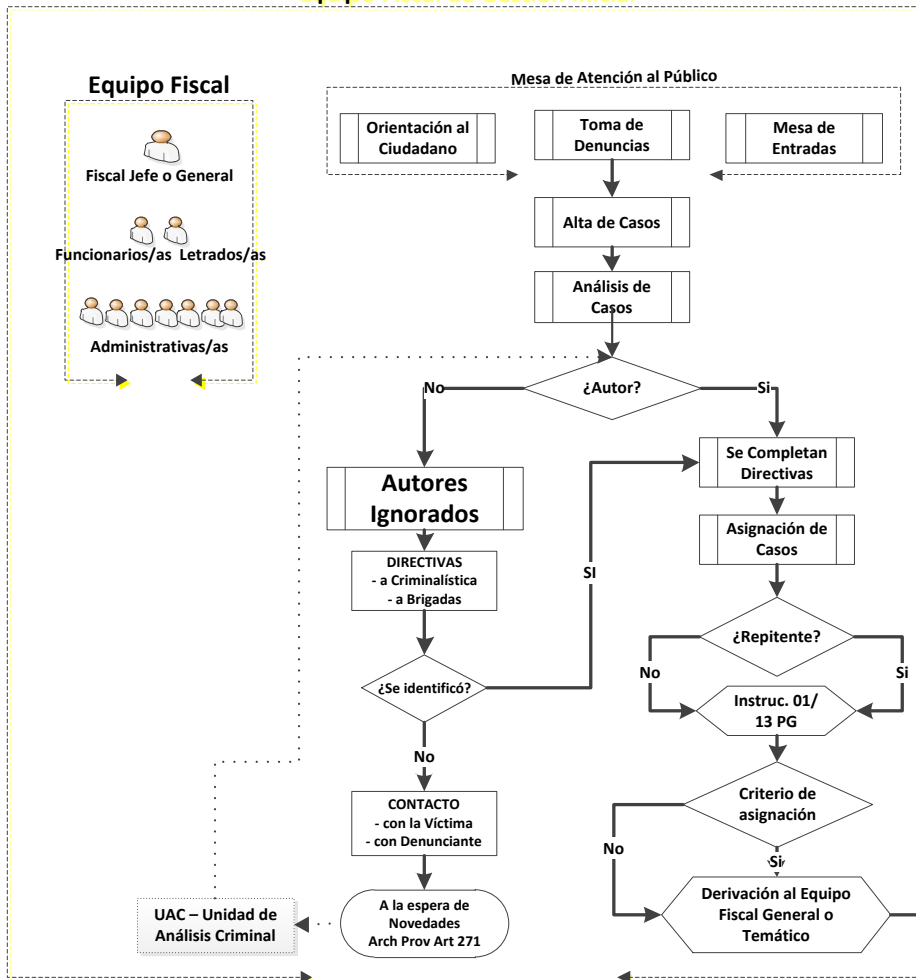 Equipo Fiscal
Fiscal Jefe o General
Funcionarios/as Letrados/as
Administrativas/as
Mesa de Atención al Público
Orientación al
Ciudadano
Toma de
Denuncias
Mesa de
Entradas
Alta de Casos
Análisis de
Casos
¿Autor?
No
Si
Autores
Ignorados
DIRECTIVAS
- a Criminalística
- a Brigadas
¿Se identificó?
SI
No
CONTACTO
- con la Víctima
- con Denunciante
A la espera de
Novedades
Arch Prov Art 271
UAC – Unidad de
Análisis Criminal
Se Completan
Directivas
Asignación de
Casos
¿Repitente?
No
Si
Instruc. 01/
13 PG
Criterio de
asignación
No
Si
Derivación al Equipo
Fiscal General o
Temático